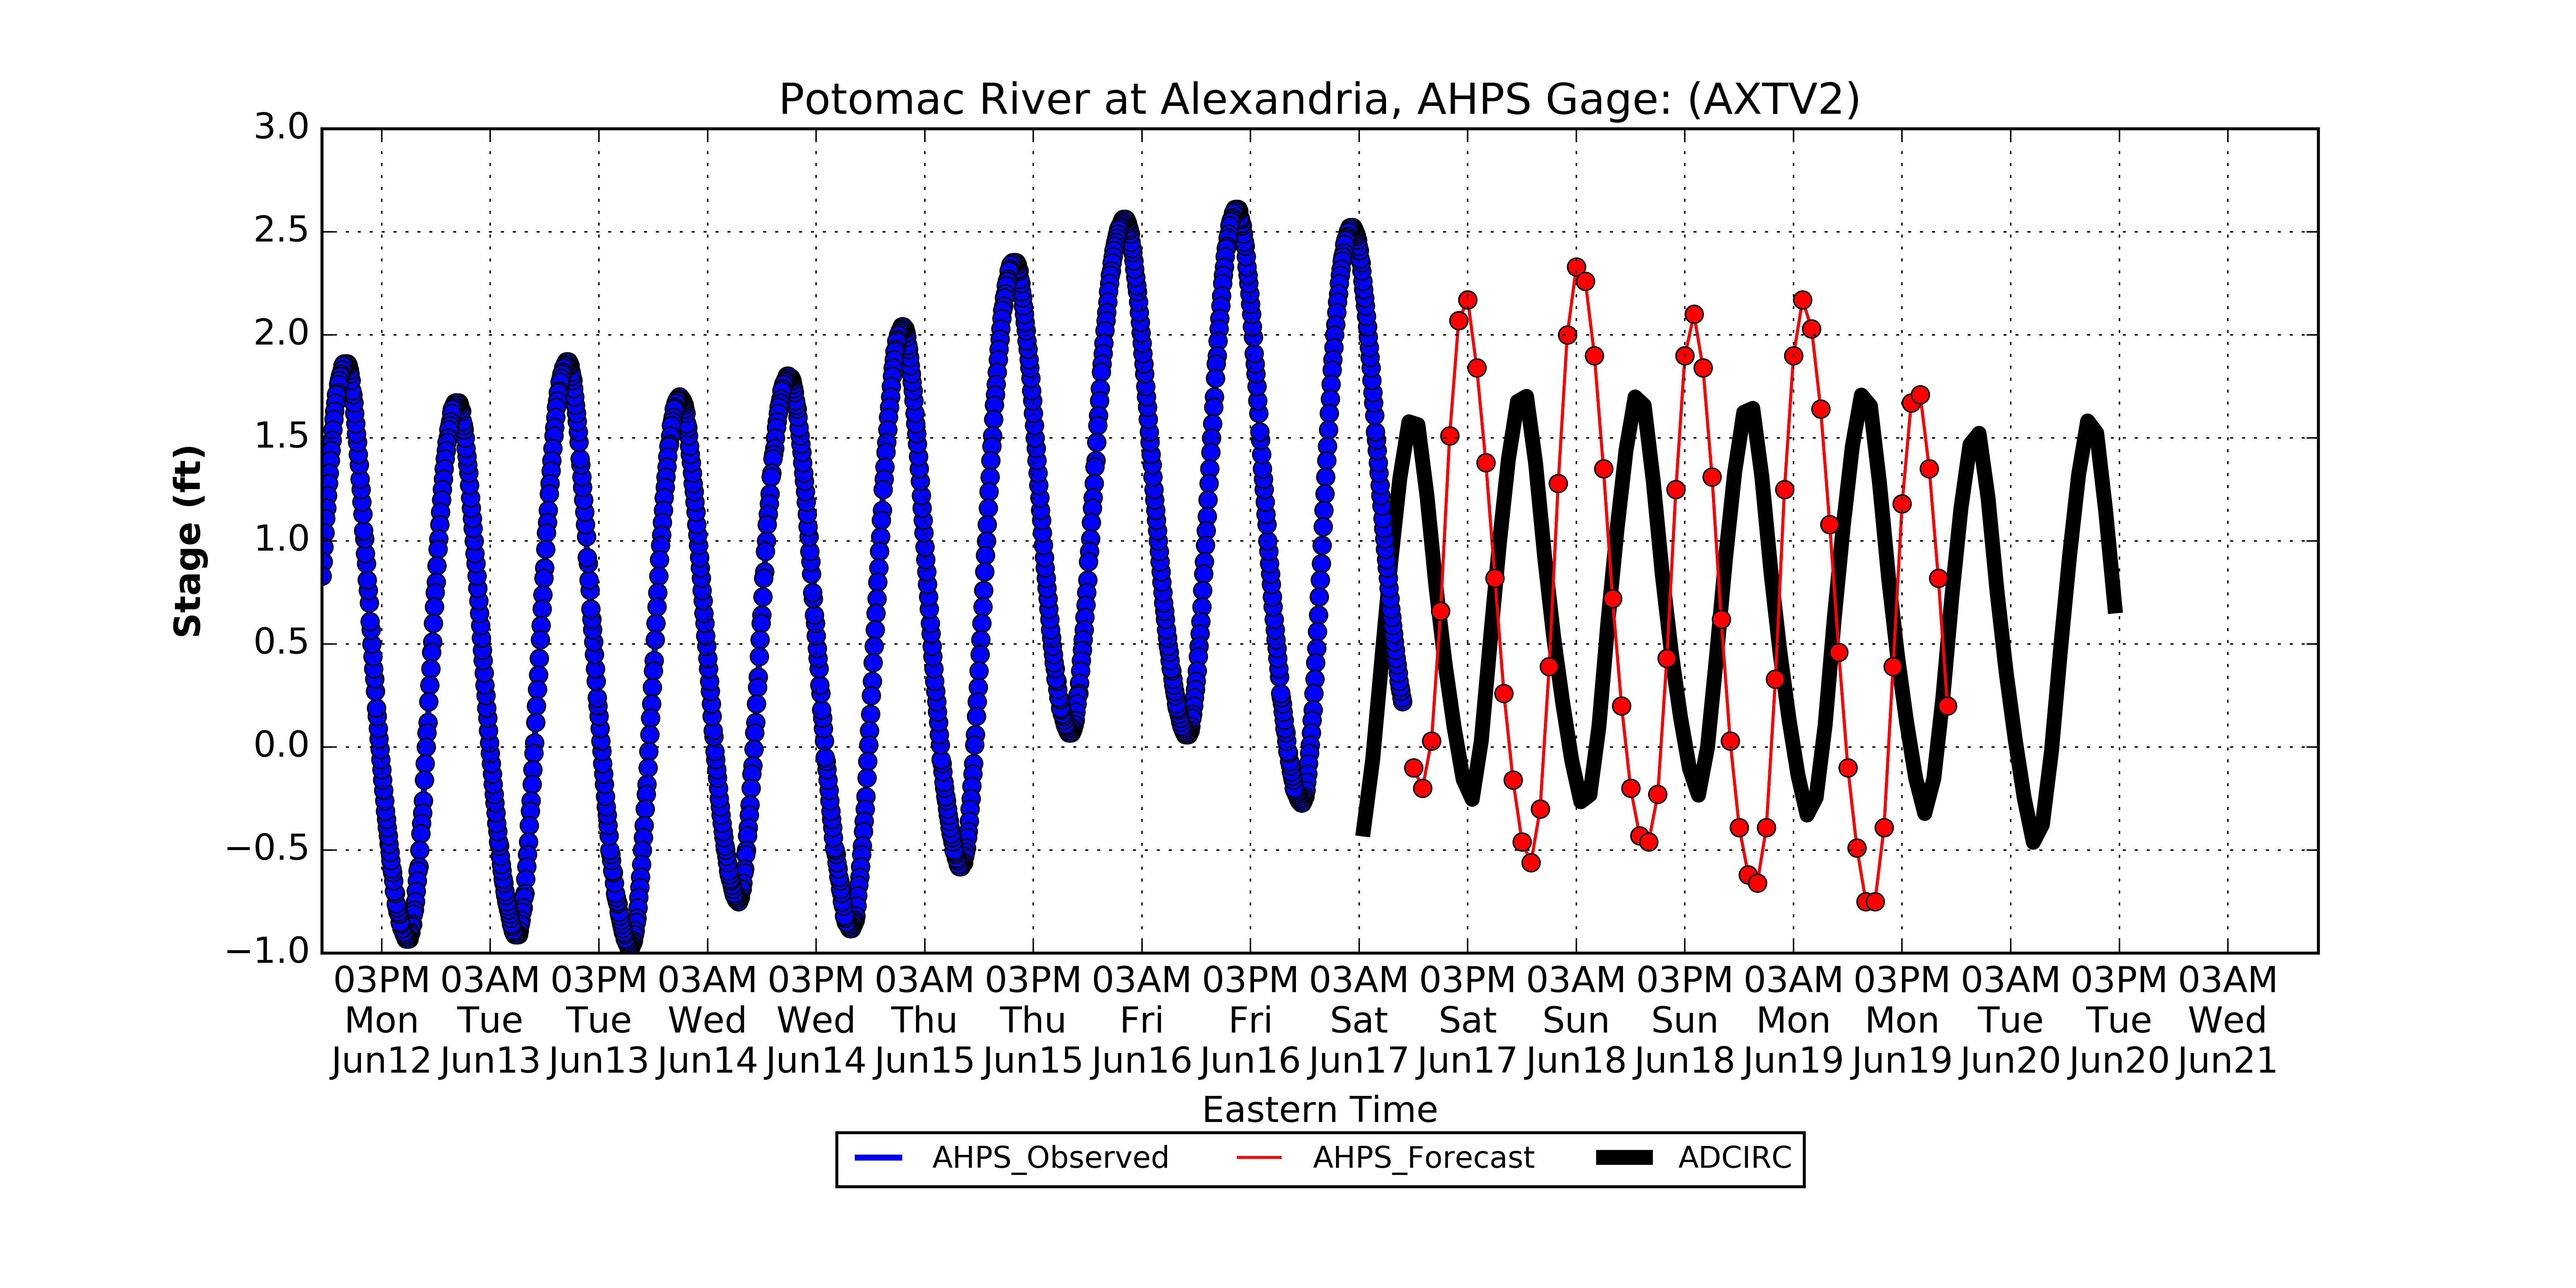 Potomac River at Alexandria, AHPS Gage: (AXTV2)
3.0
2.5
2.0
1.5
1.0
0.5
0.0
−0.5
−1.0
Stage (ft)
03PM 03AM 03PM 03AM 03PM 03AM 03PM 03AM 03PM 03AM 03PM 03AM 03PM 03AM 03PM 03AM 03PM 03AM
Mon Tue Tue Wed Wed Thu Thu Fri Fri Sat Sat Sun Sun Mon Mon Tue Tue Wed
Jun12 Jun13 Jun13 Jun14 Jun14 Jun15 Jun15 Jun16 Jun16 Jun17 Jun17 Jun18 Jun18 Jun19 Jun19 Jun20 Jun20 Jun21
Eastern Time
AHPS_Observed AHPS_Forecast ADCIRC